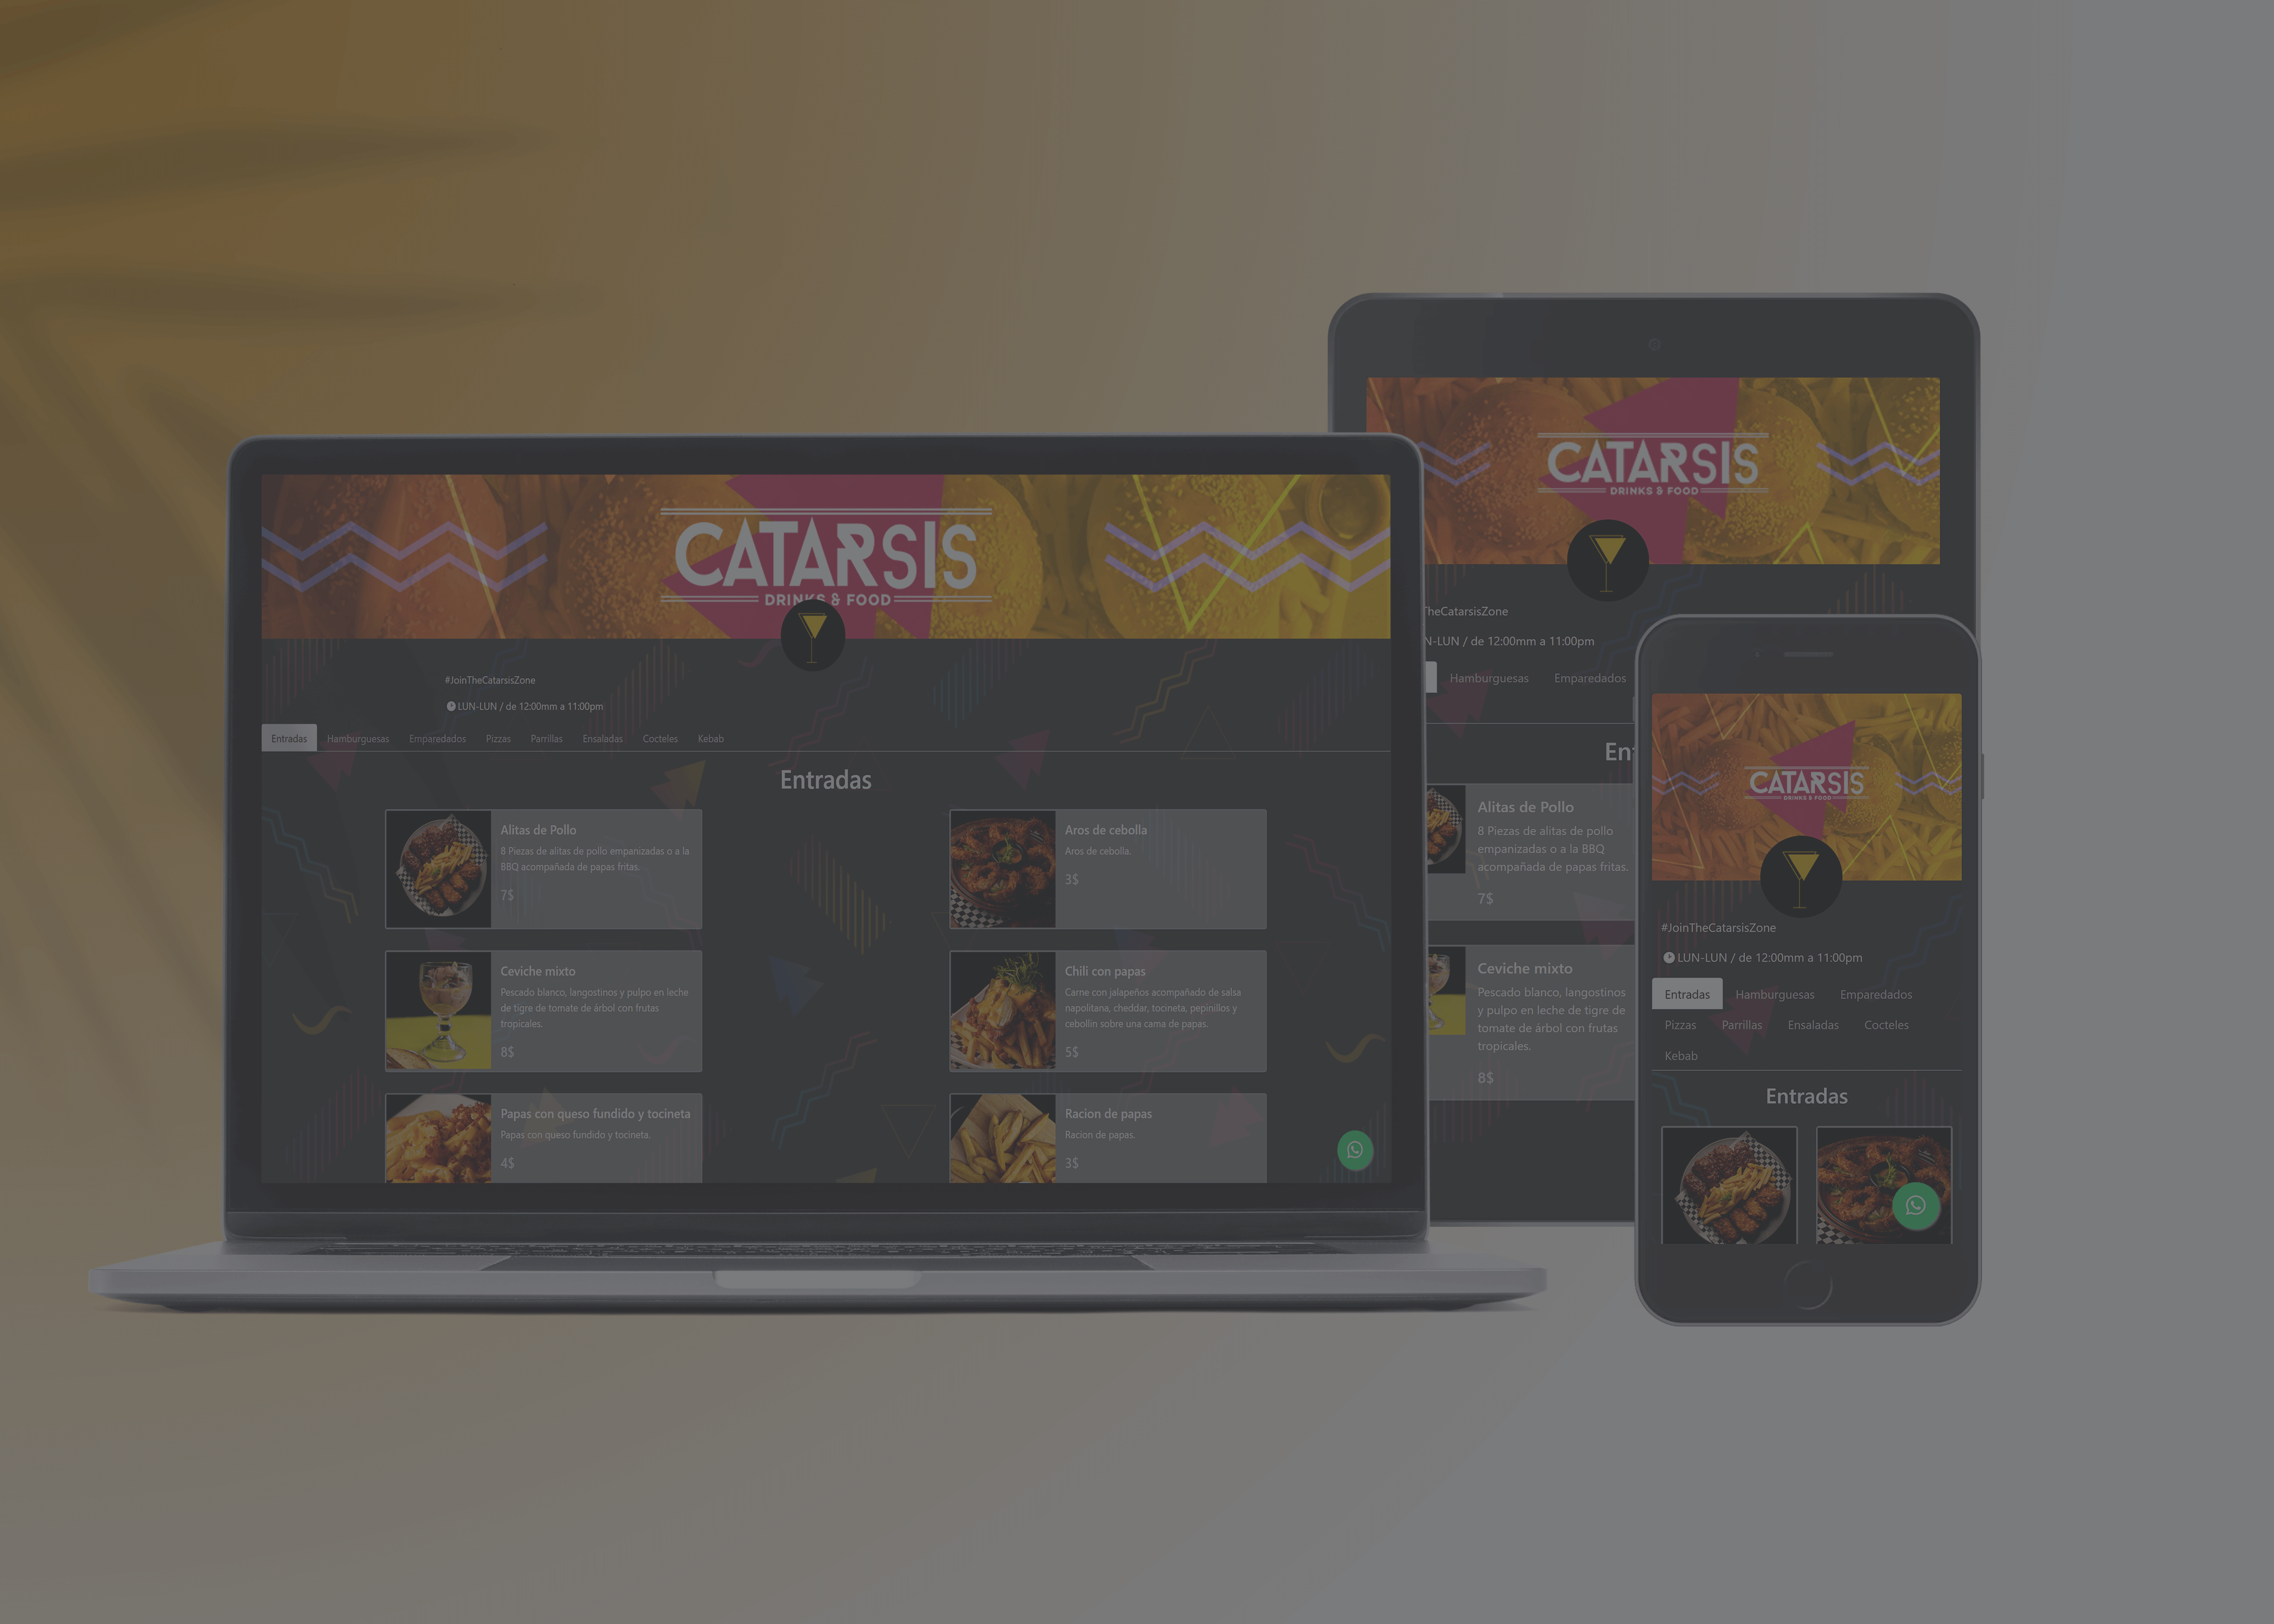 CATARSIS
DRINKS & FOOD
#JoinTheCatarsisZone
LUN-LUN / de 12:00mm a 11:00pm
Entradas Hamburguesas Emparedados Pizzas Parrillas Ensaladas Cocteles Kebab
Entradas
Alitas de Pollo
8 Piezas de alitas de pollo empanizadas o a la
BBQ acompañada de papas fritas.
7$
Aros de cebolla
Aros de cebolla.
3$
Ceviche mixto
Pescado blanco, langostinos y pulpo en leche
de tigre de tomate de árbol con frutas
tropicales.
8$
Chili con papas
Carne con jalapeños acompañado de salsa
napolitana, cheddar, tocineta, pepinillos y
cebollin sobre una cama de papas.
5$
Papas con queso fundido y tocineta
Papas con queso fundido y tocineta.
4$
Racion de papas
Racion de papas.
3$
CATARSIS
DRINKS & FOOD
TheCatarsisZone
N-LUN / de 12:00mm a 11:00pm
Hamburguesas Emparedados
En
Alitas de Pollo
8 Piezas de alitas de pollo
empanizadas o a la BBQ
acompañada de papas fritas.
7$
Ceviche mixto
Pescado blanco, langostinos
y pulpo en leche de tigre de
tomate de árbol con frutas
tropicales.
8$
CATARSIS
DRINKS & FOOD
#JoinTheCatarsisZone
LUN-LUN / de 12:00mm a 11:00pm
Entradas Hamburguesas Emparedados
Pizzas Parrillas Ensaladas Cocteles
Kebab
Entradas